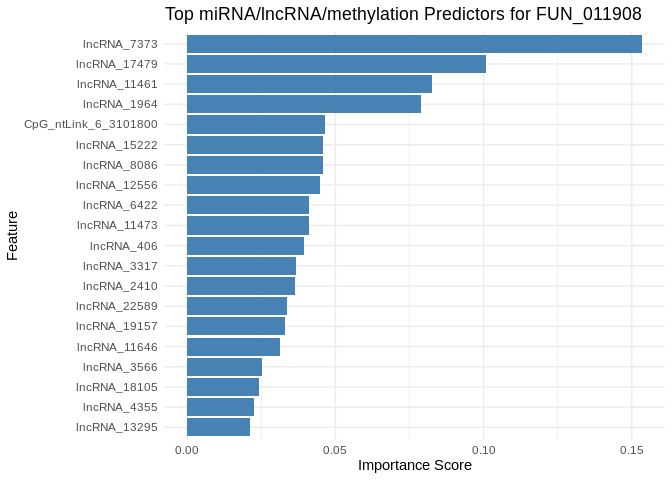 Top miRNA/lncRNA/methylation Predictors for FUN_011908
Feature
lncRNA_7373
lncRNA_17479
lncRNA_11461
lncRNA_1964
CpG_ntLink_6_3101800
lncRNA_15222
lncRNA_8086
lncRNA_12556
lncRNA_6422
lncRNA_11473
lncRNA_406
lncRNA_3317
lncRNA_2410
lncRNA_22589
lncRNA_19157
lncRNA_11646
lncRNA_3566
lncRNA_18105
lncRNA_4355
lncRNA_13295
0.00 0.05 0.10 0.15
Importance Score